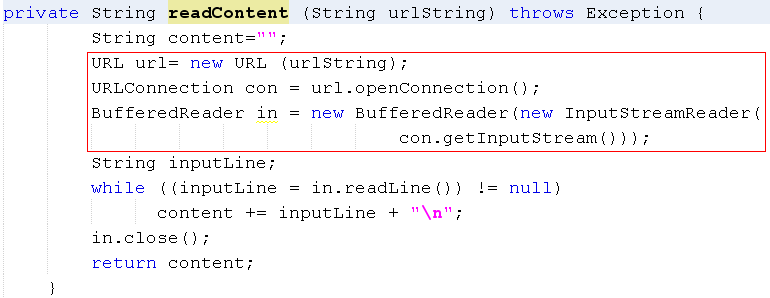 private String readContent (String urlString) throws Exception {
String content="";
URL url= new URL (urlString);
URLConnection con = url.openConnection();
BufferedReader in = new BufferedReader(new InputStreamReader(
con.getInputStream()));
String inputLine;
while ((inputLine = in.readLine()) != null)
content += inputLine + "\n";
in.close();
return content;
}